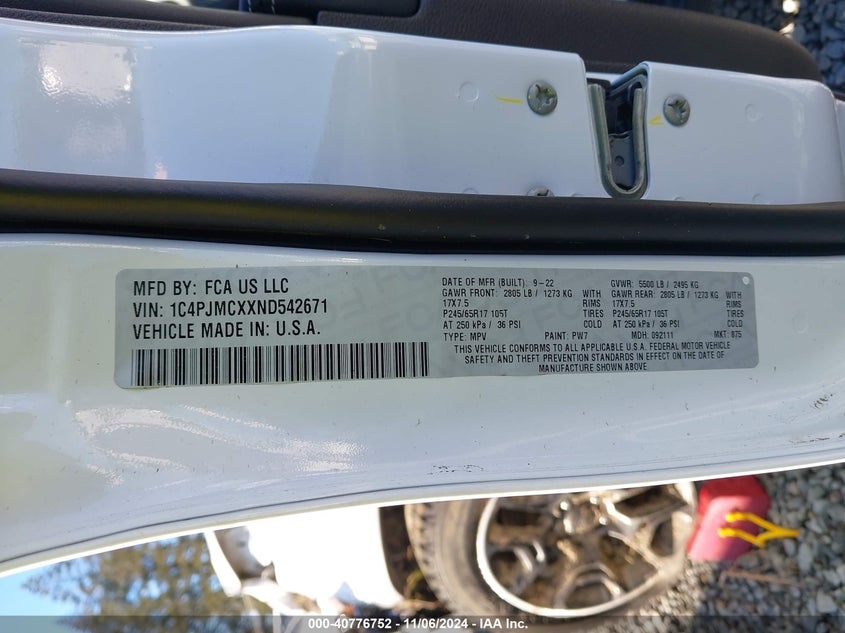 MFD BY: FCA US LLC
VIN: 1C4PJMCXXND542671
VEHICLE MADE IN: U.S.A.
DATE OF MFR (BUILT): 9-22 GVWR: 5500 LB / 2495 KG
GAWR FRONT: 2805 LB / 1273 KG WITH GAWR REAR: 2805 LB / 1273 KG WITH
17X7.5 RIMS 17X7.5 RIMS
P245/65R17 105T TIRES P245/65R17 105T TIRES
AT 250 kPa / 36 PSI COLD AT 250 kPa / 36 PSI COLD
TYPE: MPV PAINT: PW7 MDH: 092111 MKT: 875
THIS VEHICLE CONFORMS TO ALL APPLICABLE U.S.A. FEDERAL MOTOR VEHICLE
SAFETY AND THEFT PREVENTION STANDARDS IN EFFECT ON THE DATE OF
MANUFACTURE SHOWN ABOVE
000-40776752 - 11/06/2024 - IAA Inc.